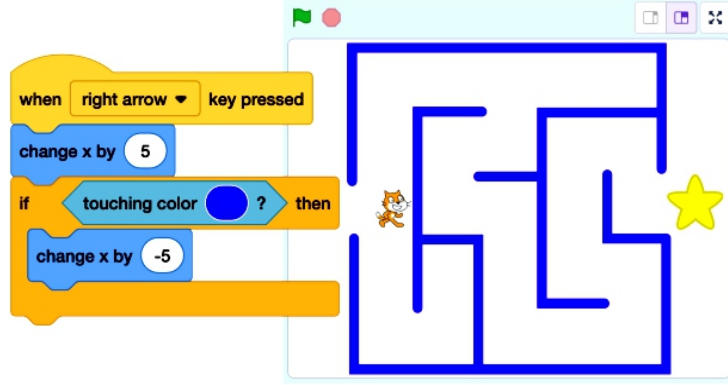 when right arrow key pressed
change x by 5
if touching color ? then
change x by -5